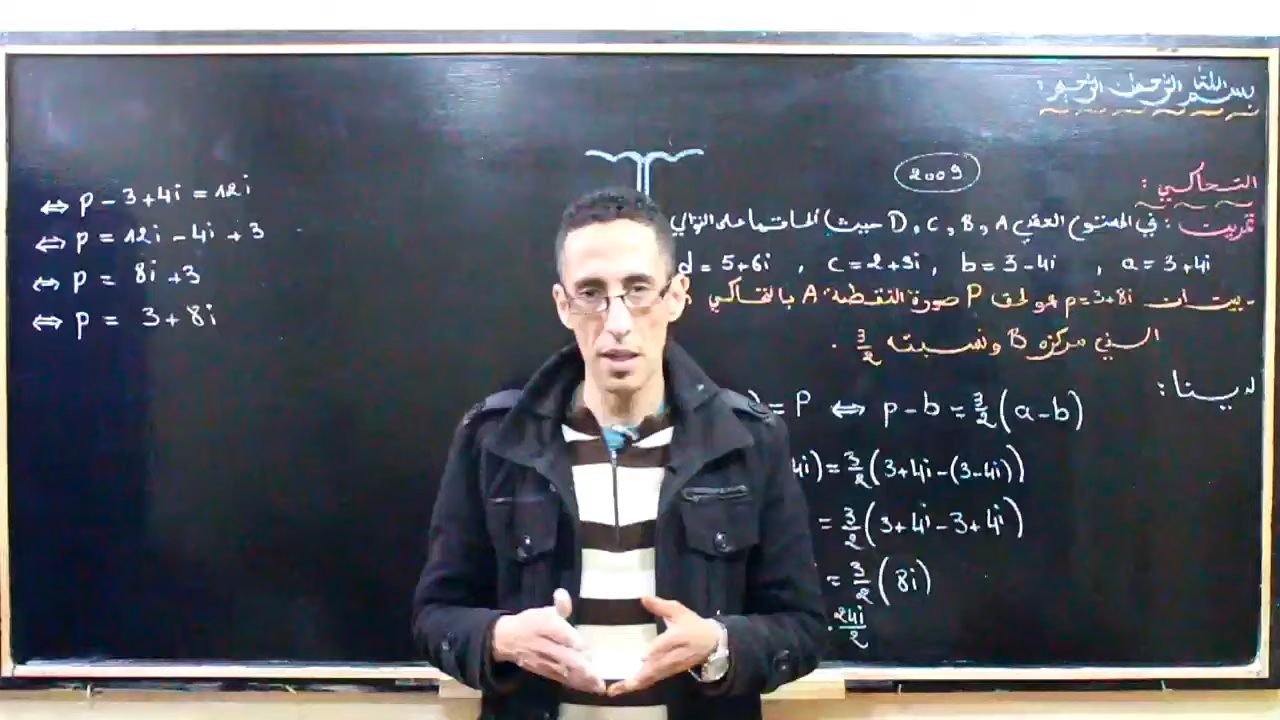 بسم الله الرحمن الرحيم :
2009
التحاكي :
تمرين : في المستوى العقدي A و B و C و D حيث ألحاقها على التوالي
a = 3+4i , b = 3-4i , c = 2+3i , d = 5+6i
- بين أن p = 3+8i هو لحق P صورة النقطة A بالتحاكي
الذي مركزه B ونسبته 3/2 .
لدينا :
) = P ⇔ p - b = 3/2 (a - b)
4i) = 3/2 (3+4i-(3-4i))
= 3/2 (3+4i-3+4i)
= 3/2 (8i)
24i/2
⇔ p - 3 + 4i = 12i
⇔ p = 12i - 4i + 3
⇔ p = 8i + 3
⇔ p = 3 + 8i